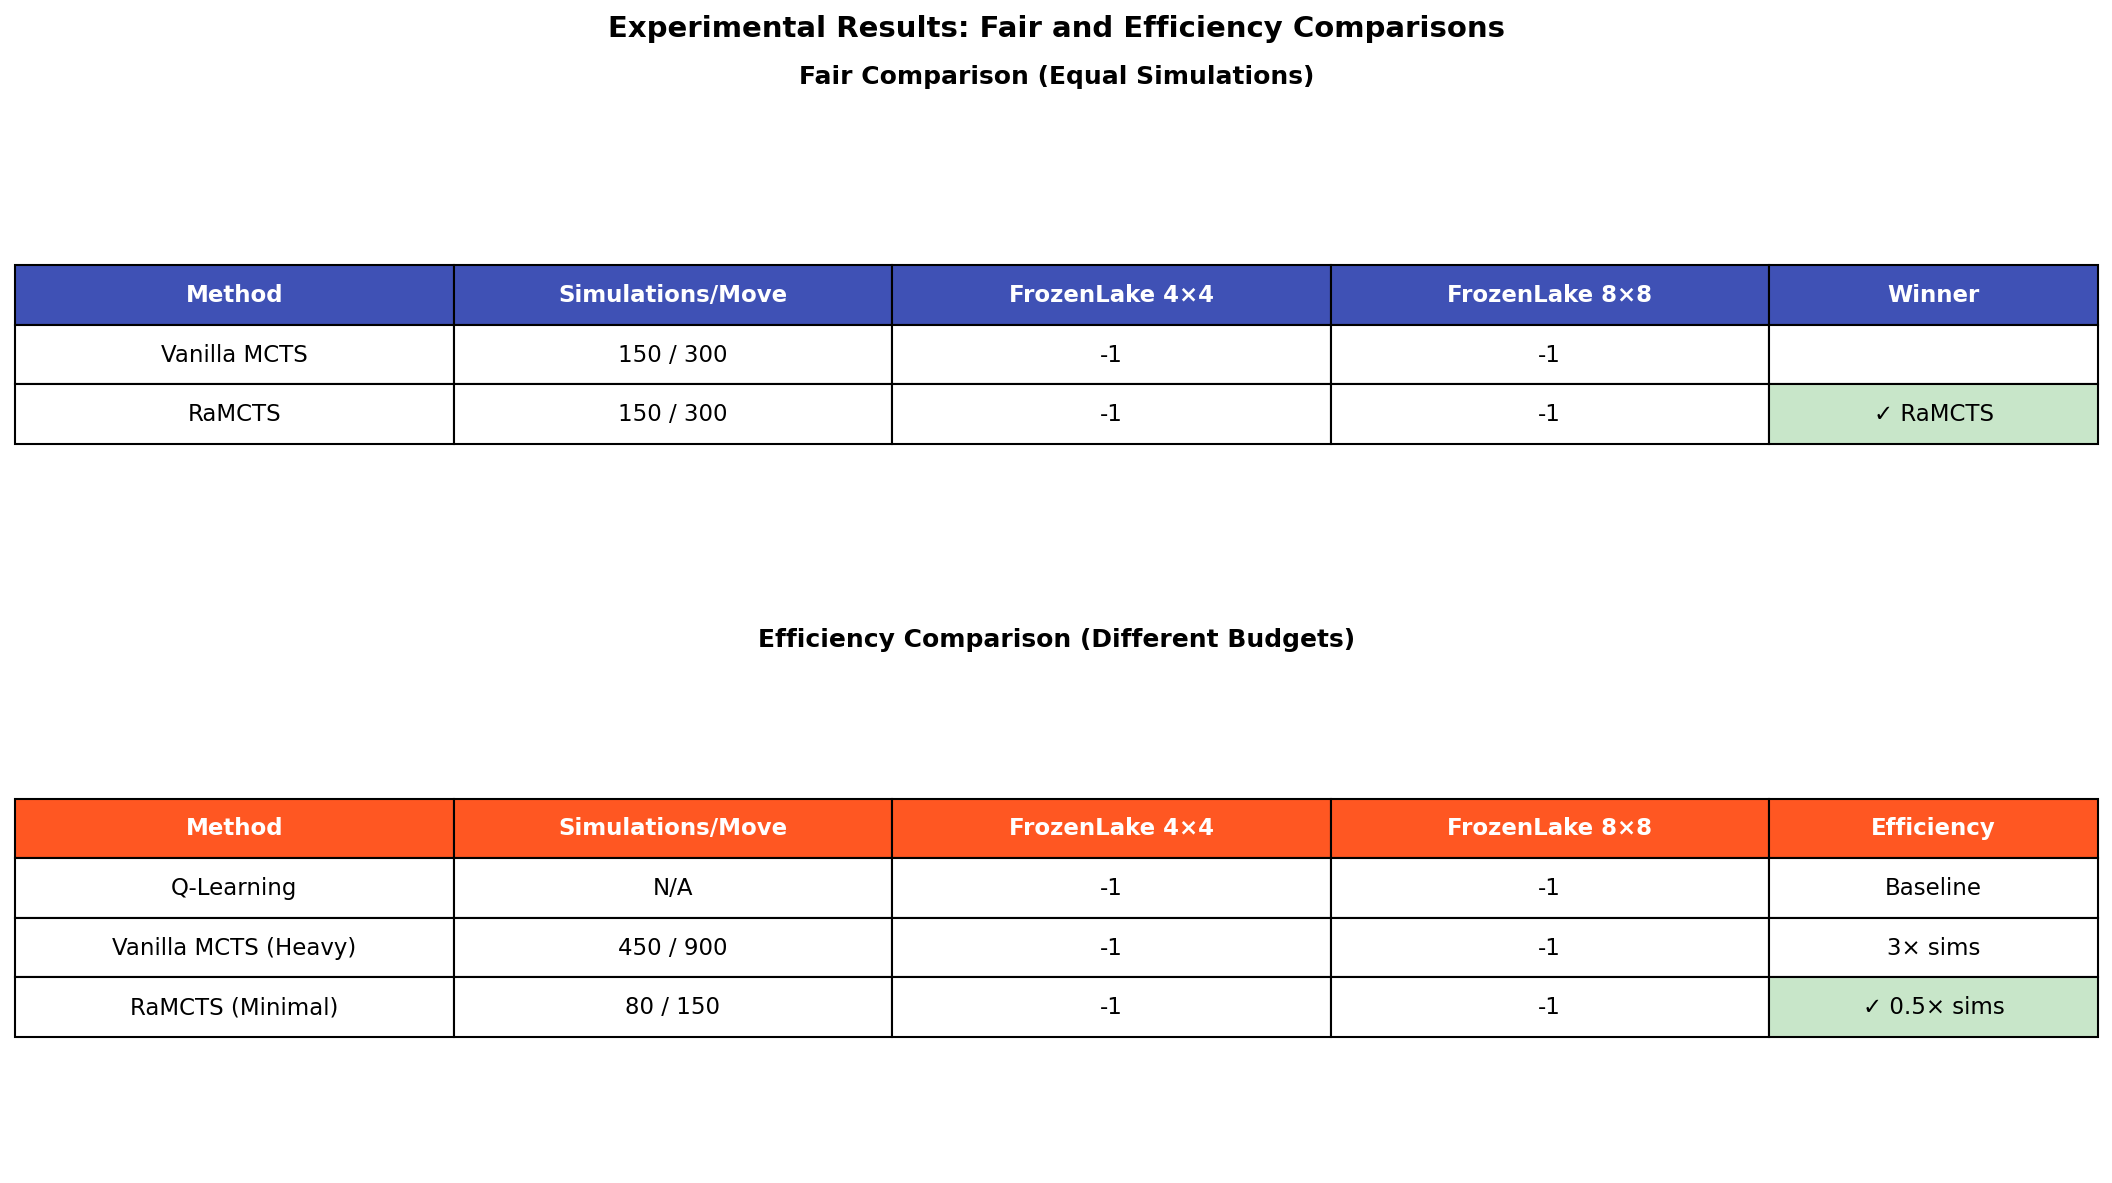 Experimental Results: Fair and Efficiency Comparisons
Fair Comparison (Equal Simulations)
Method Simulations/Move FrozenLake 4×4 FrozenLake 8×8 Winner
Vanilla MCTS 150 / 300 -1 -1
RaMCTS 150 / 300 -1 -1 ✓ RaMCTS
Efficiency Comparison (Different Budgets)
Method Simulations/Move FrozenLake 4×4 FrozenLake 8×8 Efficiency
Q-Learning N/A -1 -1 Baseline
Vanilla MCTS (Heavy) 450 / 900 -1 -1 3× sims
RaMCTS (Minimal) 80 / 150 -1 -1 ✓ 0.5× sims